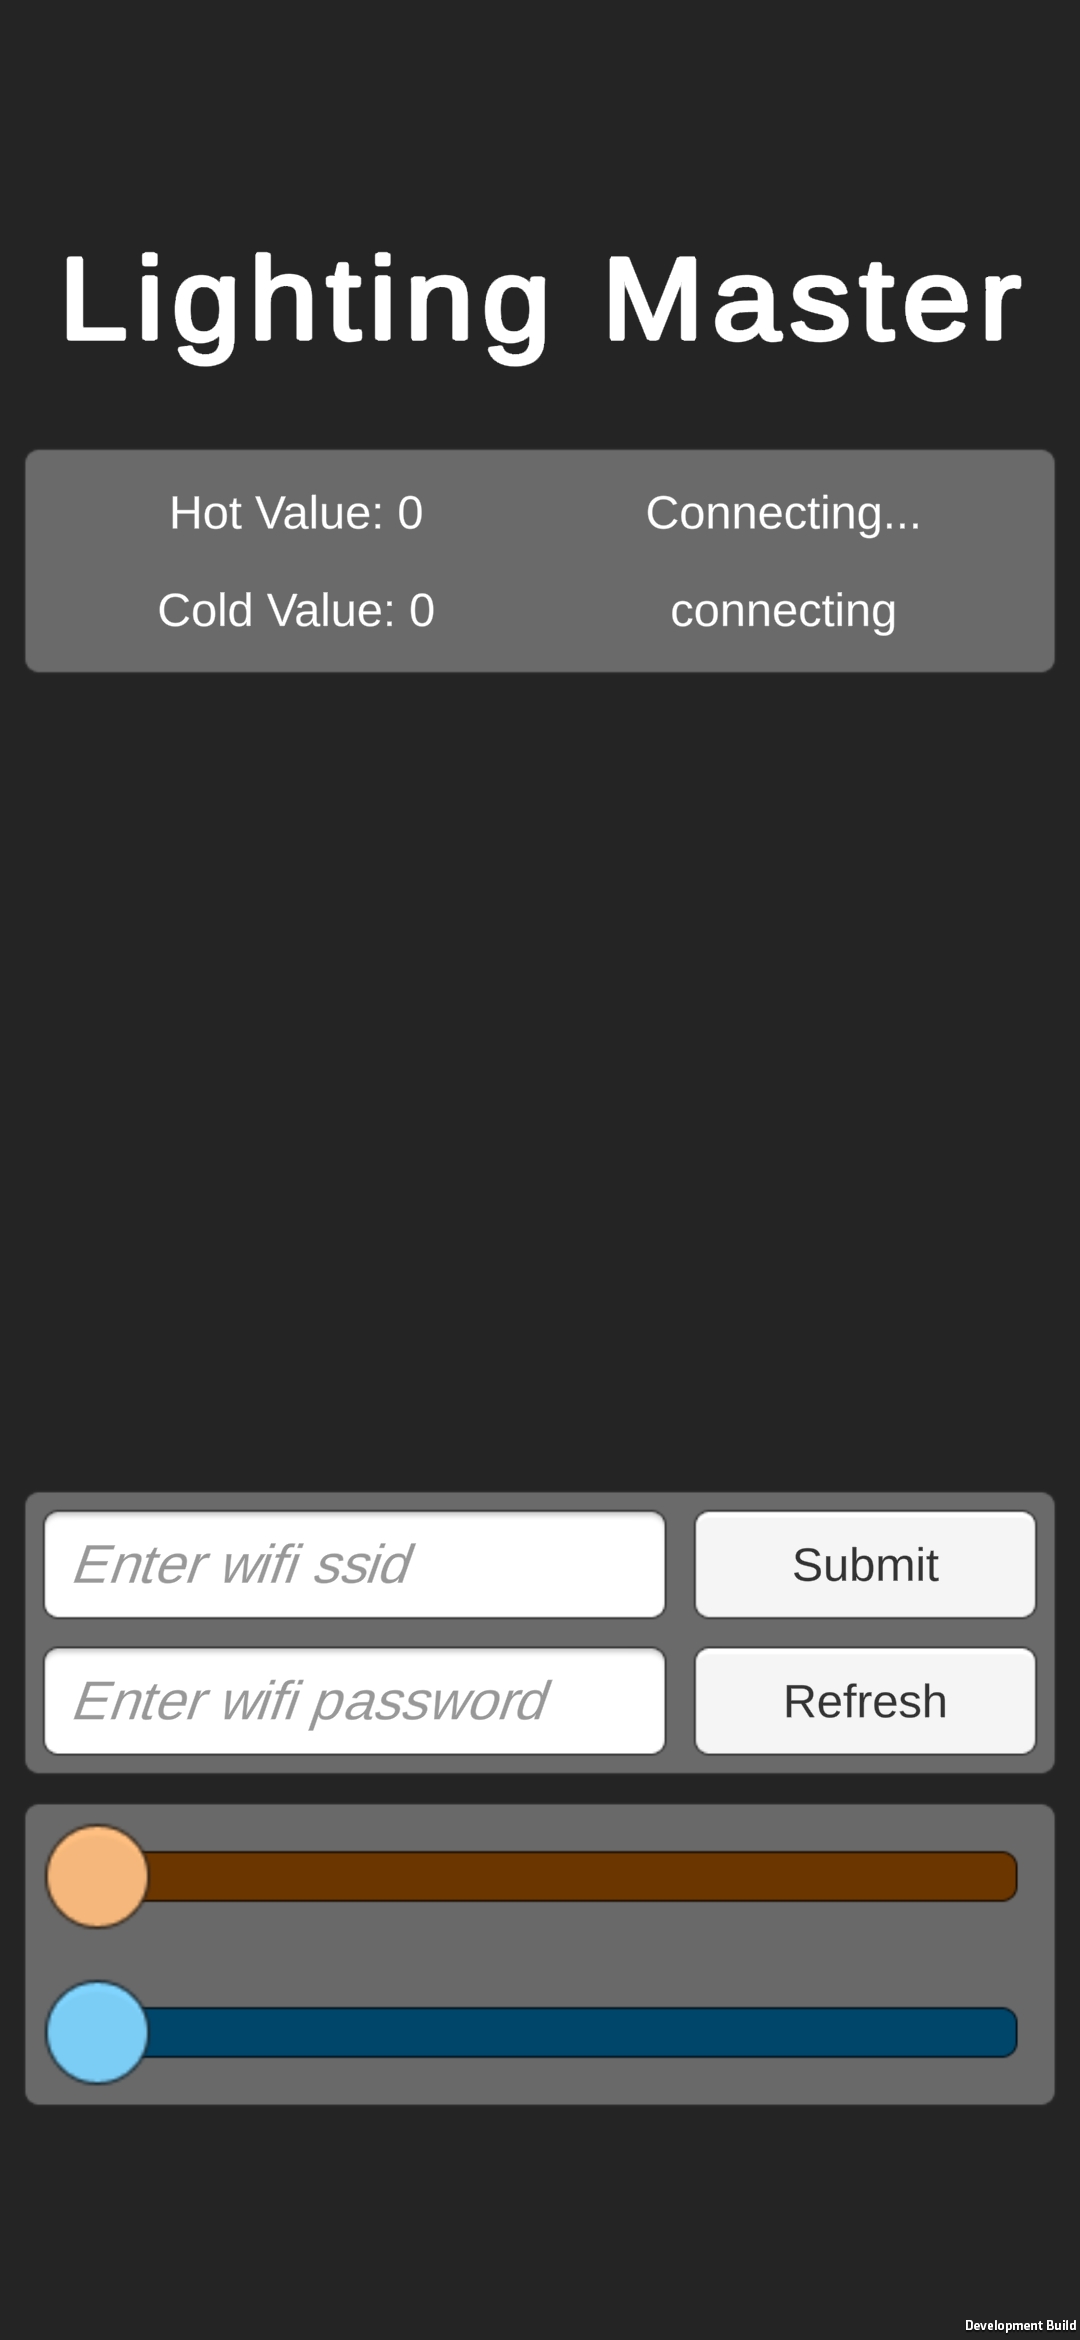 Lighting Master
Hot Value: 0
Connecting...
Cold Value: 0
connecting
Enter wifi ssid
Submit
Enter wifi password
Refresh
Development Build